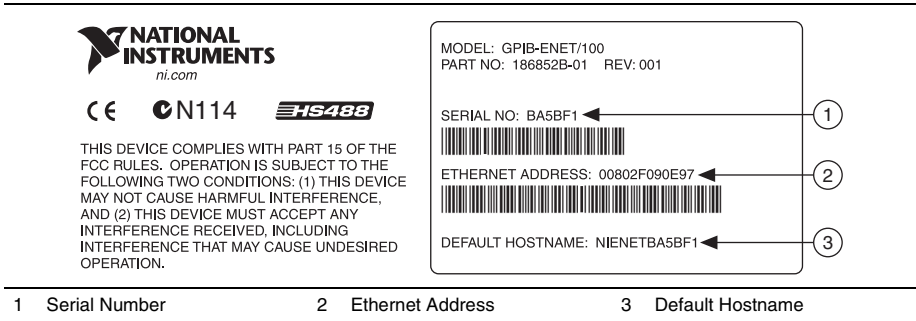 NATIONAL
INSTRUMENTS
ni.com
CE N114 HS488
THIS DEVICE COMPLIES WITH PART 15 OF THE
FCC RULES. OPERATION IS SUBJECT TO THE
FOLLOWING TWO CONDITIONS: (1) THIS DEVICE
MAY NOT CAUSE HARMFUL INTERFERENCE,
AND (2) THIS DEVICE MUST ACCEPT ANY
INTERFERENCE RECEIVED, INCLUDING
INTERFERENCE THAT MAY CAUSE UNDESIRED
OPERATION.
MODEL: GPIB-ENET/100
PART NO: 186852B-01 REV: 001
SERIAL NO: BA5BF1
1
ETHERNET ADDRESS: 00802F090E97
2
DEFAULT HOSTNAME: NIENETBA5BF1
3
1 Serial Number 2 Ethernet Address 3 Default Hostname